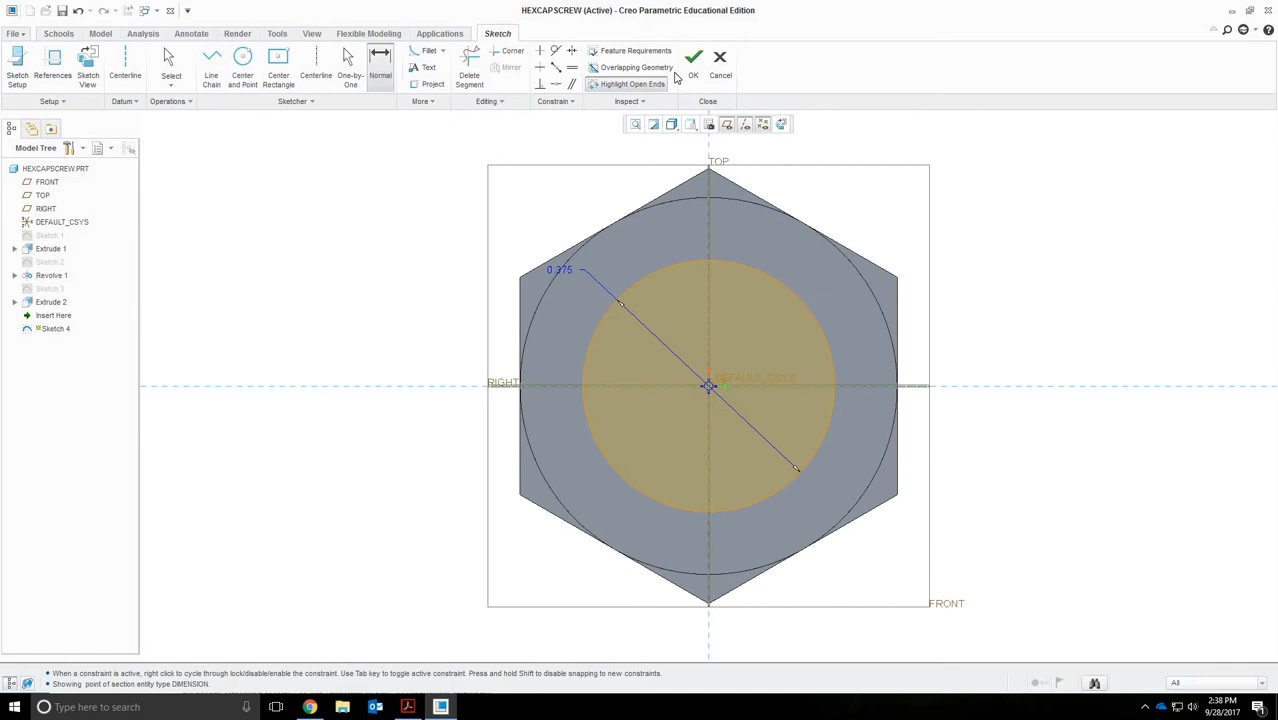 HEXCAPSCREW (Active) - Creo Parametric Educational Edition
File
Schools
Model
Analysis
Annotate
Render
Tools
View
Flexible Modeling
Applications
Sketch
Sketch Setup
References
Sketch View
Centerline
Select
Line Chain
Center and Point
Center Rectangle
Centerline
One-by-One
Normal
Fillet
Text
Project
Delete Segment
Corner
Mirror
Feature Requirements
Overlapping Geometry
Highlight Open Ends
OK
Cancel
Setup
Datum
Operations
Sketcher
More
Editing
Constrain
Inspect
Close
Model Tree
HEXCAPSCREW.PRT
FRONT
TOP
RIGHT
DEFAULT_CSYS
Sketch 1
Extrude 1
Sketch 2
Revolve 1
Sketch 3
Extrude 2
Insert Here
Sketch 4
TOP
0.375
RIGHT
DEFAULT_CSYS
FRONT
When a constraint is active, right click to cycle through lock/disable/enable the constraint. Use Tab key to toggle active constraint. Press and hold Shift to disable snapping to new constraints.
Showing point of section entity type DIMENSION.
All
Type here to search
2:38 PM
9/28/2017